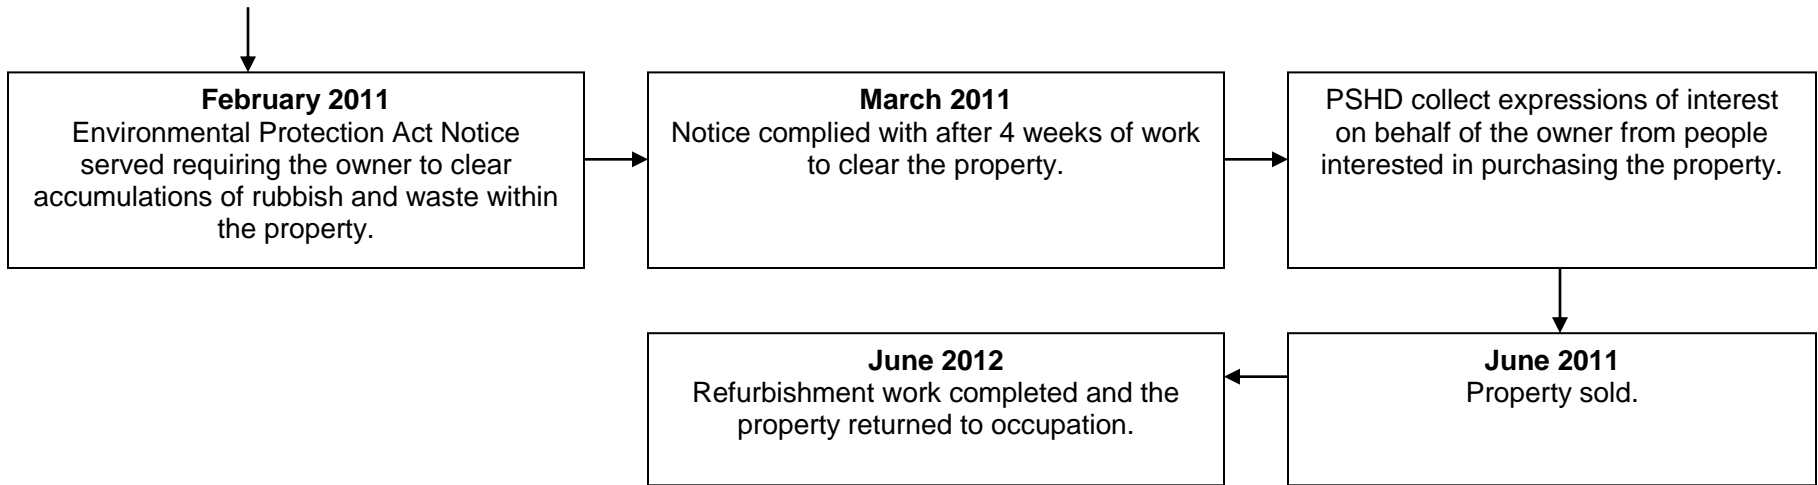 February 2011
Environmental Protection Act Notice
served requiring the owner to clear
accumulations of rubbish and waste within
the property.
March 2011
Notice complied with after 4 weeks of work
to clear the property.
PSHD collect expressions of interest
on behalf of the owner from people
interested in purchasing the property.
June 2011
Property sold.
June 2012
Refurbishment work completed and the
property returned to occupation.